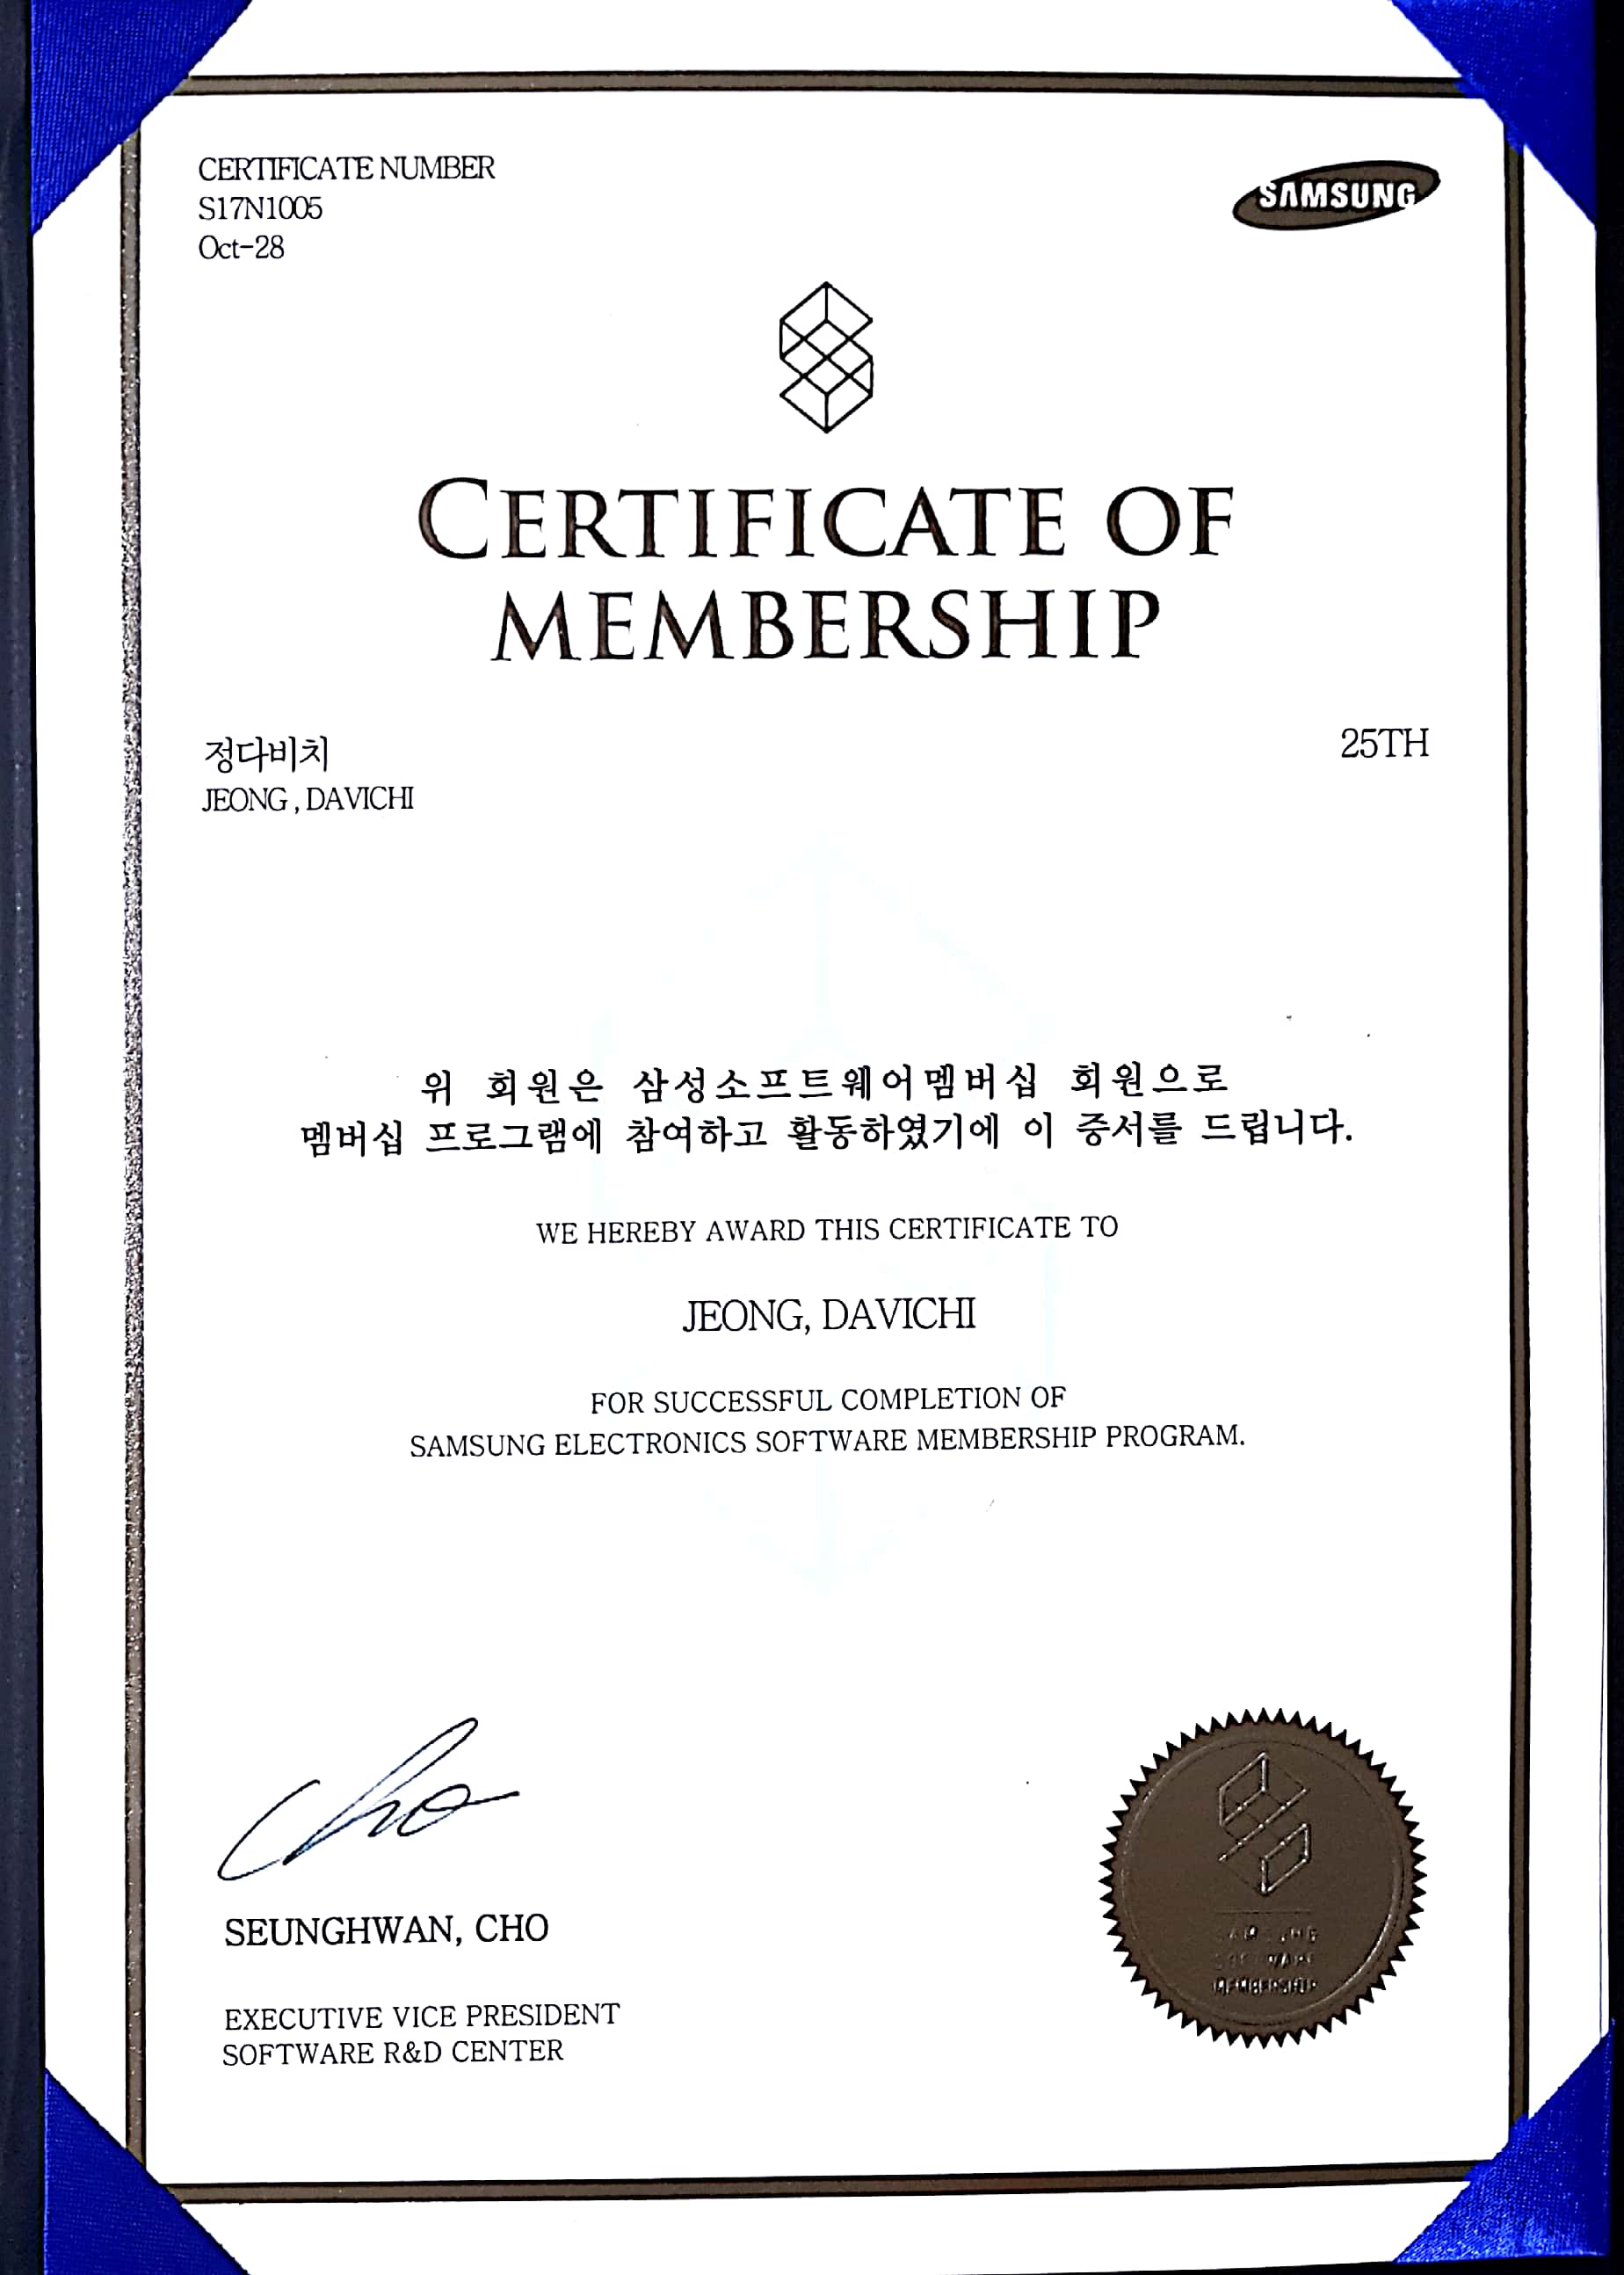 CERTIFICATE NUMBER
S17N1005
Oct-28
SAMSUNG
CERTIFICATE OF
MEMBERSHIP
정다비치
25TH
JEONG , DAVICHI
위 회원은 삼성소프트웨어멤버십 회원으로
멤버십 프로그램에 참여하고 활동하였기에 이 증서를 드립니다.
WE HEREBY AWARD THIS CERTIFICATE TO
JEONG, DAVICHI
FOR SUCCESSFUL COMPLETION OF
SAMSUNG ELECTRONICS SOFTWARE MEMBERSHIP PROGRAM.
Cho
SEUNGHWAN, CHO
EXECUTIVE VICE PRESIDENT
SOFTWARE R&D CENTER
SAMSUNG
SOFTWARE
MEMBERSHIP